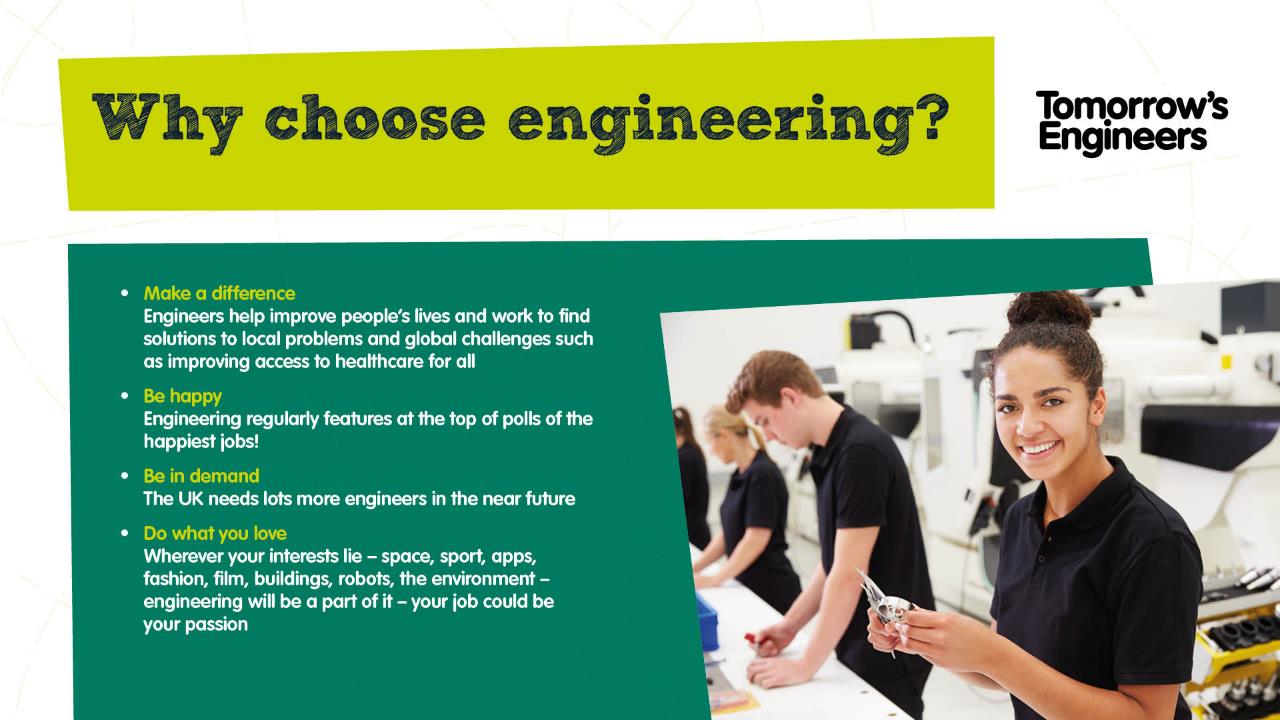 Why choose engineering?
Tomorrow's
Engineers
• Make a difference
Engineers help improve people's lives and work to find
solutions to local problems and global challenges such
as improving access to healthcare for all
• Be happy
Engineering regularly features at the top of polls of the
happiest jobs!
• Be in demand
The UK needs lots more engineers in the near future
• Do what you love
Wherever your interests lie – space, sport, apps,
fashion, film, buildings, robots, the environment –
engineering will be a part of it – your job could be
your passion